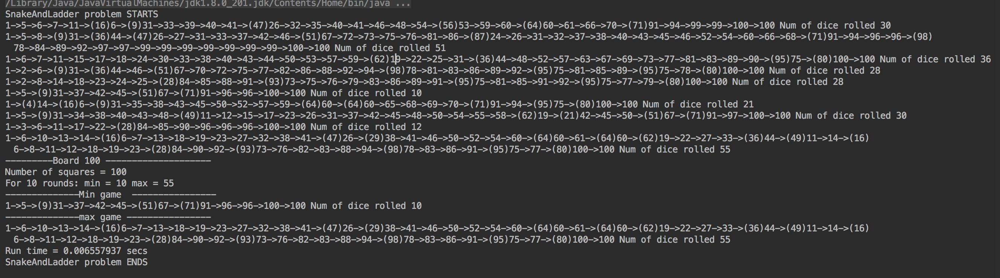 /Library/Java/JavaVirtualMachines/jdk1.8.0_201.jdk/Contents/Home/bin/java ...
SnakeAndLadder problem STARTS
1->5->6->7->11->(16)6->(9)31->33->39->40->41->(47)26->32->35->40->41->46->48->54->(56)53->59->60->(64)60->61->66->70->(71)91->94->99->99->100->100 Num of dice rolled 30
1->5->8->(9)31->(36)44->(47)26->27->31->33->37->42->46->(51)67->72->73->75->76->81->86->(87)24->26->31->32->37->38->40->43->45->46->52->54->60->66->68->(71)91->94->96->96->(98)
78->84->89->92->97->97->99->99->99->99->99->99->99->100->100 Num of dice rolled 51
1->6->7->11->15->17->18->24->30->33->38->40->43->44->50->53->57->59->(62)19->22->25->31->(36)44->48->52->57->63->67->69->73->77->81->83->89->90->(95)75->(80)100->100 Num of dice rolled 36
1->2->6->(9)31->(36)44->46->(51)67->70->72->75->77->82->86->88->92->94->(98)78->81->83->86->89->92->(95)75->81->85->89->(95)75->78->(80)100->100 Num of dice rolled 28
1->2->8->14->18->23->24->25->(28)84->85->88->91->(93)73->75->76->79->83->86->89->91->(95)75->81->85->91->92->(95)75->77->79->(80)100->100 Num of dice rolled 28
1->5->(9)31->37->42->45->(51)67->(71)91->96->96->100->100 Num of dice rolled 10
1->(4)14->(16)6->(9)31->35->38->43->45->50->52->57->59->(64)60->(64)60->65->68->69->70->(71)91->94->(95)75->(80)100->100 Num of dice rolled 21
1->5->(9)31->34->38->40->43->48->(49)11->12->15->17->23->26->31->37->42->45->48->50->54->55->58->(62)19->(21)42->45->50->(51)67->(71)91->97->100->100 Num of dice rolled 30
1->3->6->11->17->22->(28)84->85->90->96->96->96->100->100 Num of dice rolled 12
1->6->10->13->14->(16)6->7->13->18->19->23->27->32->38->41->(47)26->(29)38->41->46->50->52->54->60->(64)60->61->(64)60->(62)19->22->27->33->(36)44->(49)11->14->(16)
6->8->11->12->18->19->23->(28)84->90->92->(93)73->76->82->83->88->94->(98)78->83->86->91->(95)75->77->(80)100->100 Num of dice rolled 55
---------Board 100 --------------------
Number of squares = 100
For 10 rounds: min = 10 max = 55
--------------Min game  ----------------
1->5->(9)31->37->42->45->(51)67->(71)91->96->96->100->100 Num of dice rolled 10
--------------max game ----------------
1->6->10->13->14->(16)6->7->13->18->19->23->27->32->38->41->(47)26->(29)38->41->46->50->52->54->60->(64)60->61->(64)60->(62)19->22->27->33->(36)44->(49)11->14->(16)
6->8->11->12->18->19->23->(28)84->90->92->(93)73->76->82->83->88->94->(98)78->83->86->91->(95)75->77->(80)100->100 Num of dice rolled 55
Run time = 0.006557937 secs
SnakeAndLadder problem ENDS